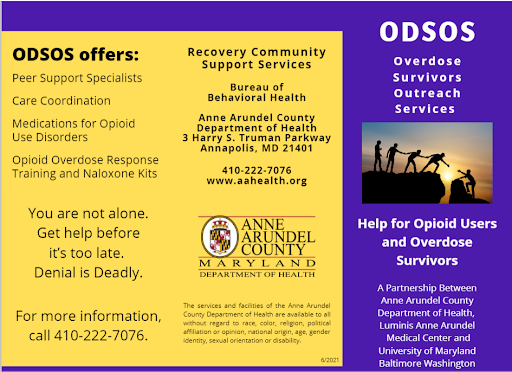 ODSOS offers:
Peer Support Specialists
Care Coordination
Medications for Opioid
Use Disorders
Opioid Overdose Response
Training and Naloxone Kits
You are not alone.
Get help before
it's too late.
Denial is Deadly.
For more information,
call 410-222-7076.
Recovery Community
Support Services
Bureau of
Behavioral Health
Anne Arundel County
Department of Health
3 Harry S. Truman Parkway
Annapolis, MD 21401
410-222-7076
www.aahealth.org
ANNE
ARUNDEL
COUNTY
MARYLAND
DEPARTMENT OF HEALTH
The services and facilities of the Anne Arundel
County Department of Health are available to all
without regard to race, color, religion, political
affiliation or opinion, national origin, age, gender
identity, sexual orientation or disability.
6/2021
ODSOS
Overdose
Survivors
Outreach
Services
Help for Opioid Users
and Overdose
Survivors
A Partnership Between
Anne Arundel County
Department of Health,
Luminis Anne Arundel
Medical Center and
University of Maryland
Baltimore Washington